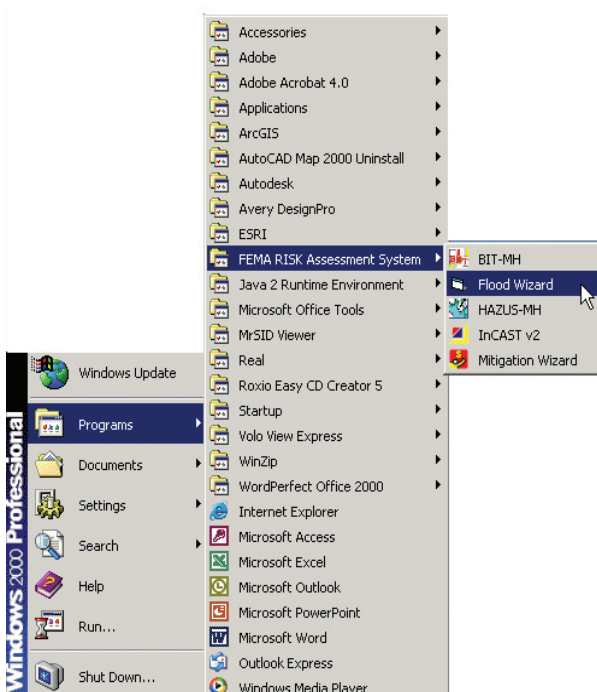 Accessories
Adobe
Adobe Acrobat 4.0
Applications
ArcGIS
AutoCAD Map 2000 Uninstall
Autodesk
Avery DesignPro
ESRI
FEMA RISK Assessment System
Java 2 Runtime Environment
Microsoft Office Tools
MrSID Viewer
Real
Roxio Easy CD Creator 5
Startup
Volo View Express
WinZip
WordPerfect Office 2000
Internet Explorer
Microsoft Access
Microsoft Excel
Microsoft Outlook
Microsoft PowerPoint
Microsoft Word
Outlook Express
Windows Media Player
BIT-MH
Flood Wizard
HAZUS-MH
InCAST v2
Mitigation Wizard
Windows Update
Programs
Documents
Settings
Search
Help
Run...
Shut Down...
Windows 2000 Professional